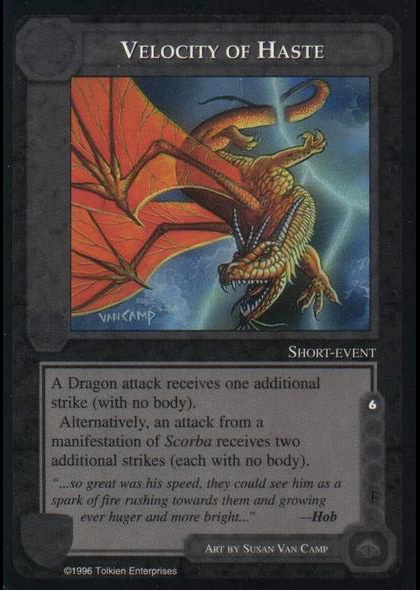 VELOCITY OF HASTE
VANCAMP
SHORT-EVENT
A Dragon attack receives one additional
strike (with no body).
Alternatively, an attack from a
manifestation of Scorba receives two
additional strikes (each with no body).
6
"...so great was his speed, they could see him as a
spark of fire rushing towards them and growing
ever huger and more bright..." —Hob
F
ART BY SUSAN VAN CAMP
©1996 Tolkien Enterprises